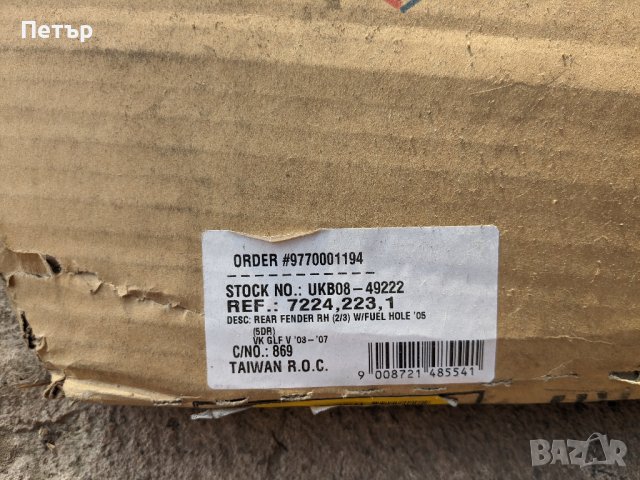 Петър
ORDER #9770001194
STOCK NO.: UKB08-49222
REF.: 7224,223,1
DESC: REAR FENDER RH (2/3) W/FUEL HOLE '05
(5DR)
VK GLF V '03-'07
C/NO.: 869
TAIWAN R.O.C.
9 008721 485541
BAZAR